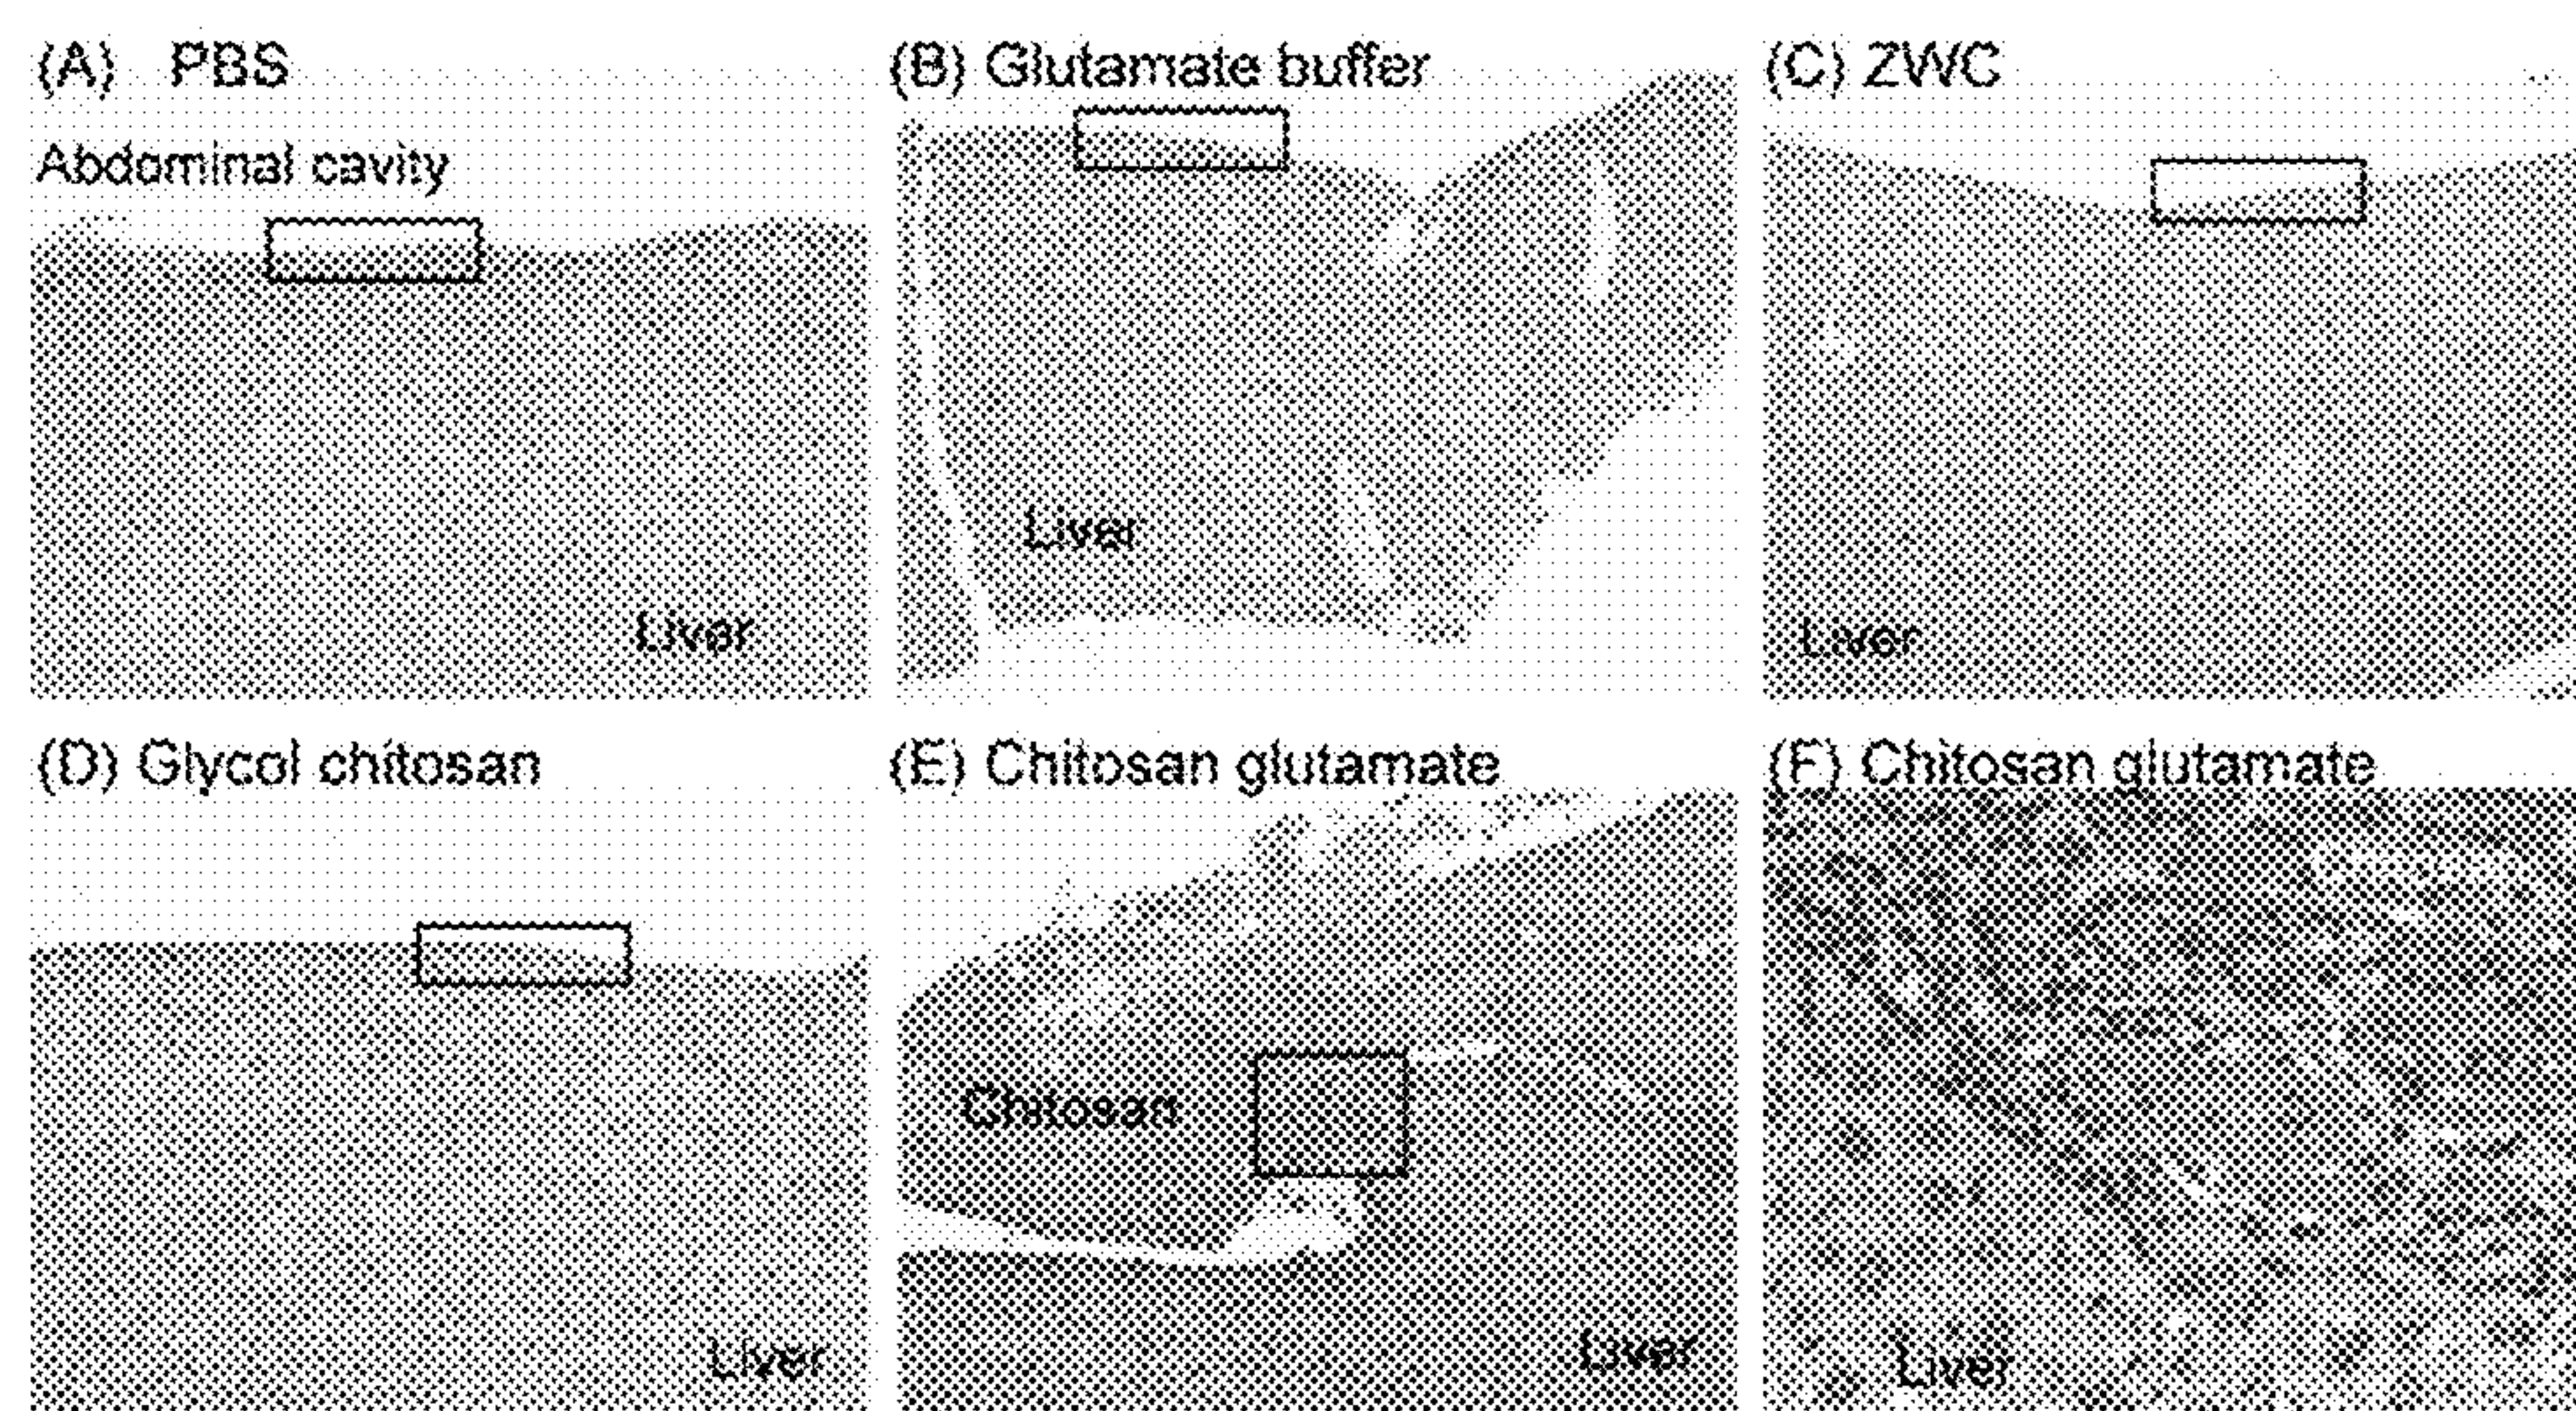 (A) PBS
(B) Glutamate buffer
(C) ZWC
Abdominal cavity
Liver
Liver
Liver
(D) Glycol chitosan
(E) Chitosan glutamate
(F) Chitosan glutamate
Chitosan
Liver
Liver
Liver